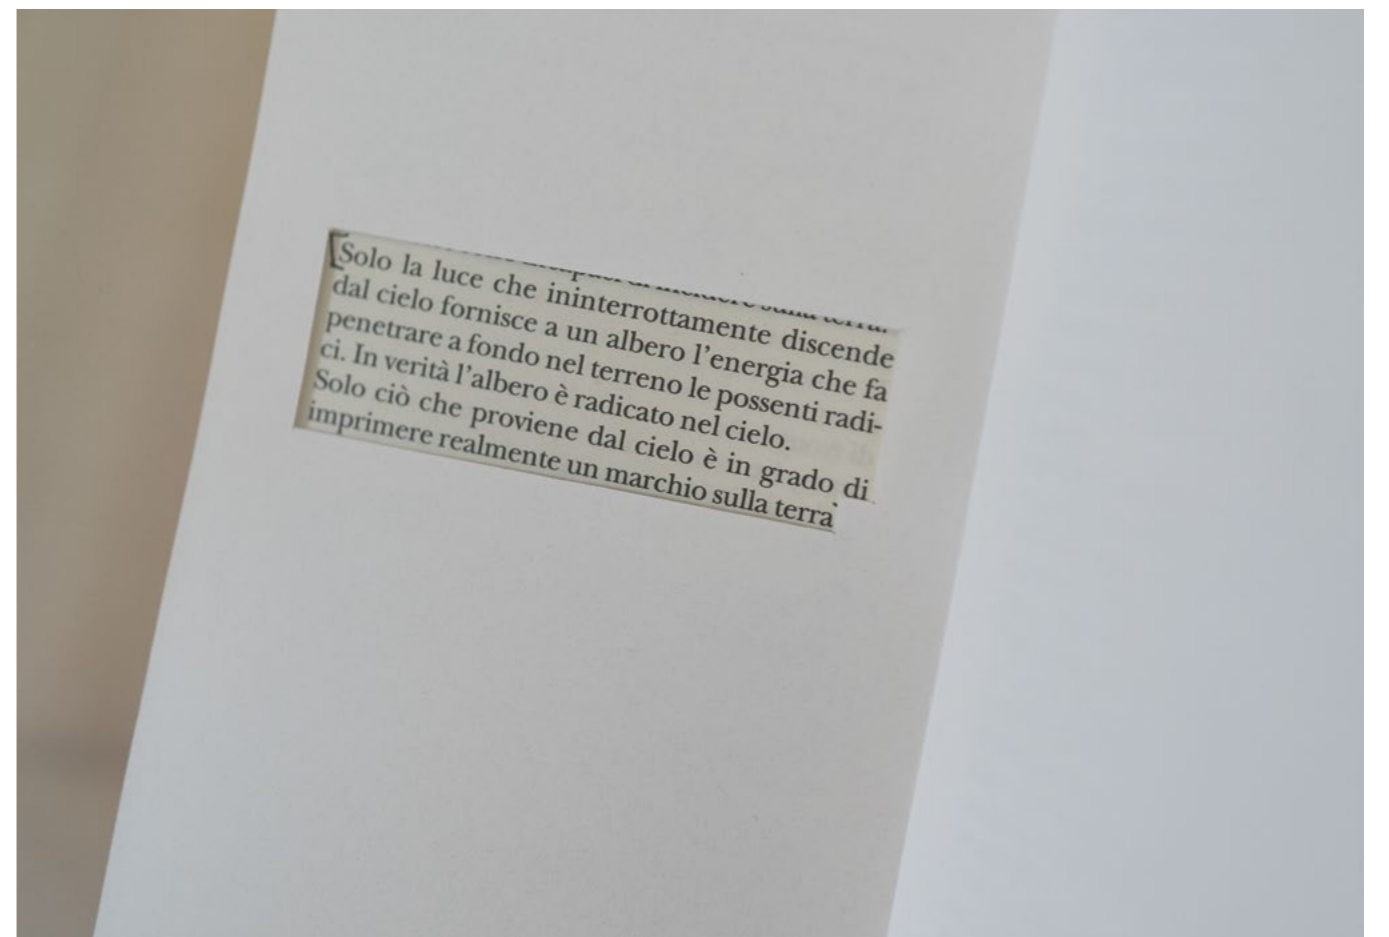 sulla terra.
[Solo la luce che ininterrottamente discende
dal cielo fornisce a un albero l'energia che fa
penetrare a fondo nel terreno le possenti radi-
ci. In verità l'albero è radicato nel cielo.
Solo ciò che proviene dal cielo è in grado di
imprimere realmente un marchio sulla terra